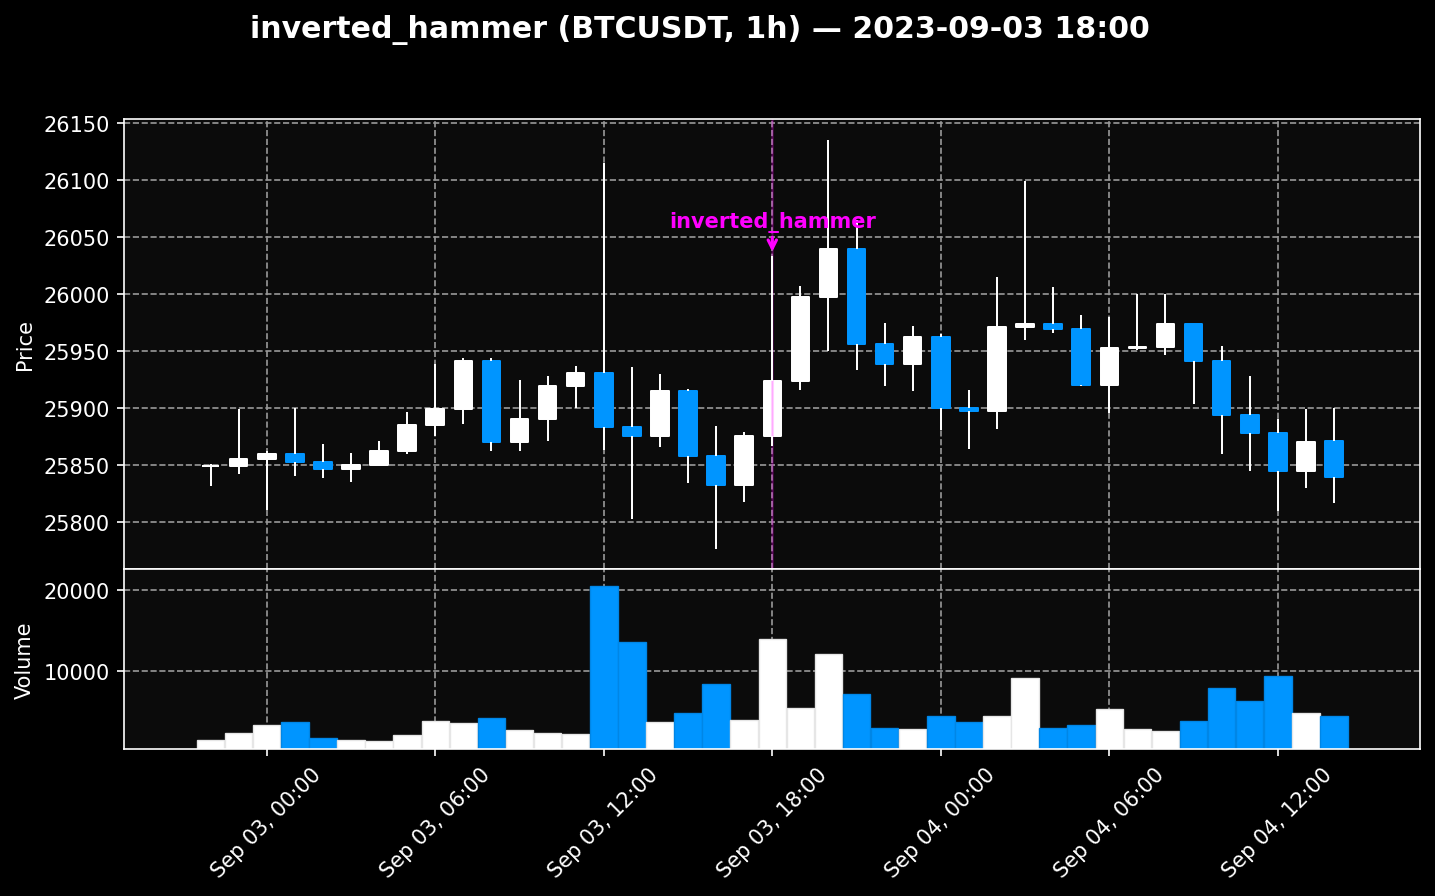 inverted_hammer (BTCUSDT, 1h) — 2023-09-03 18:00
26150
26100
26050
26000
25950
25900
25850
25800
Price
inverted_hammer
20000
10000
Volume
Sep 03, 00:00
Sep 03, 06:00
Sep 03, 12:00
Sep 03, 18:00
Sep 04, 00:00
Sep 04, 06:00
Sep 04, 12:00